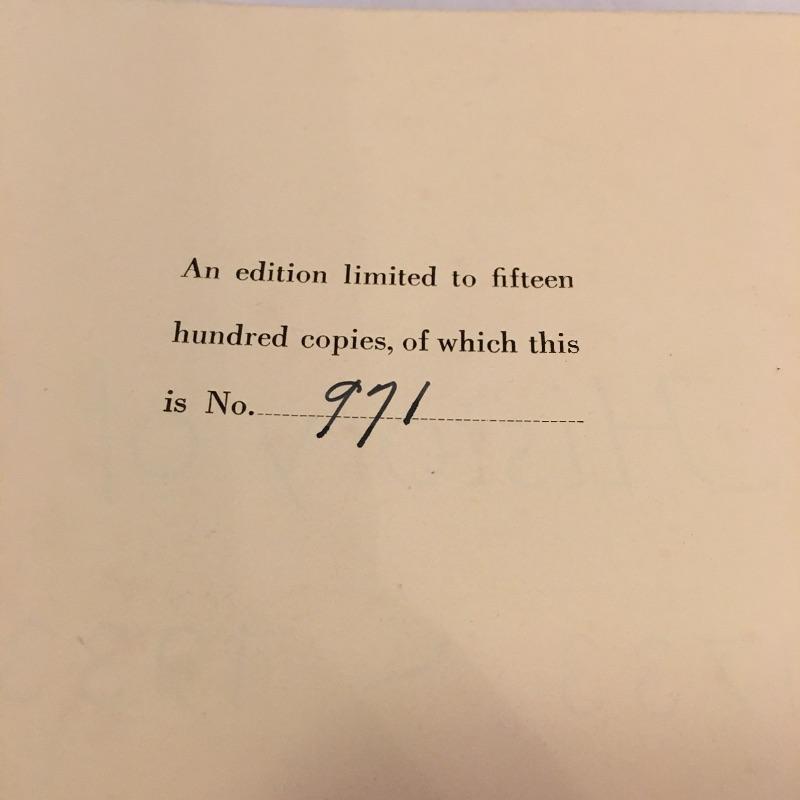 An edition limited to fifteen
hundred copies, of which this
is No. 971